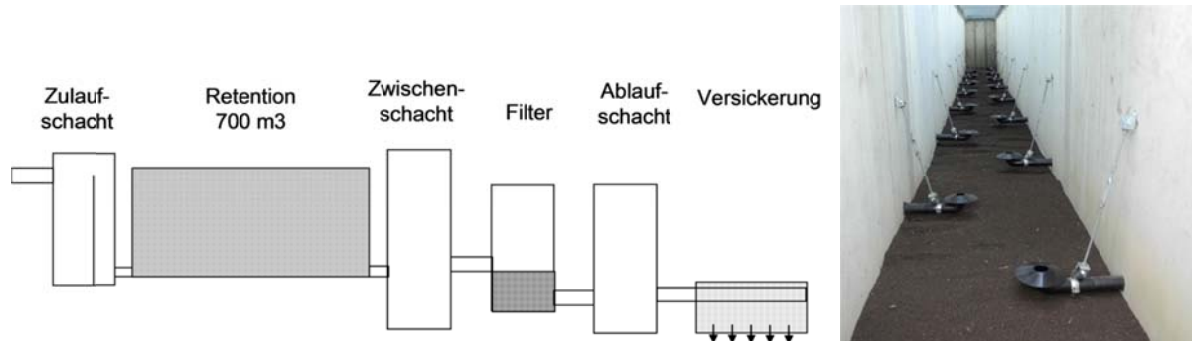 Zulauf-
schacht
Retention
700 m3
Zwischen-
schacht
Filter
Ablauf-
schacht
Versickerung